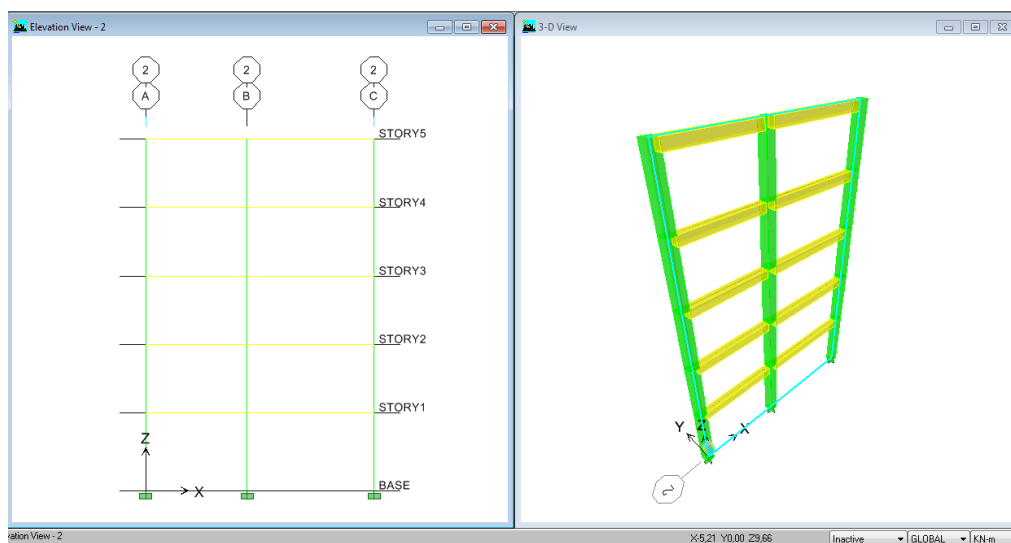 Elevation View - 2
3-D View
2 2 2
A B C
STORY5
STORY4
STORY3
STORY2
STORY1
BASE
Z
X
Y Z X
2
vation View - 2
X-5,21 Y0,00 Z9,66
Inactive
GLOBAL
KN-m